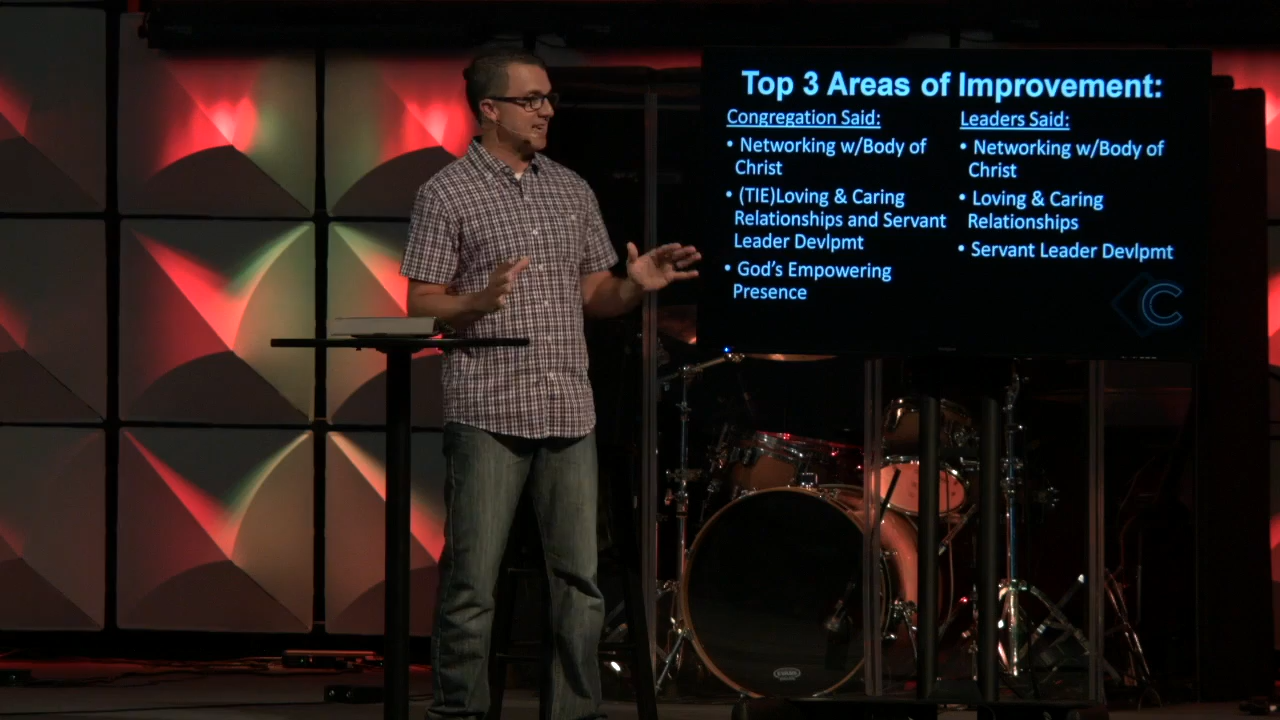 Top 3 Areas of Improvement:
Congregation Said:
• Networking w/Body of
Christ
• (TIE)Loving & Caring
Relationships and Servant
Leader Devlpmt
• God's Empowering
Presence
Leaders Said:
• Networking w/Body of
Christ
• Loving & Caring
Relationships
• Servant Leader Devlpmt
C